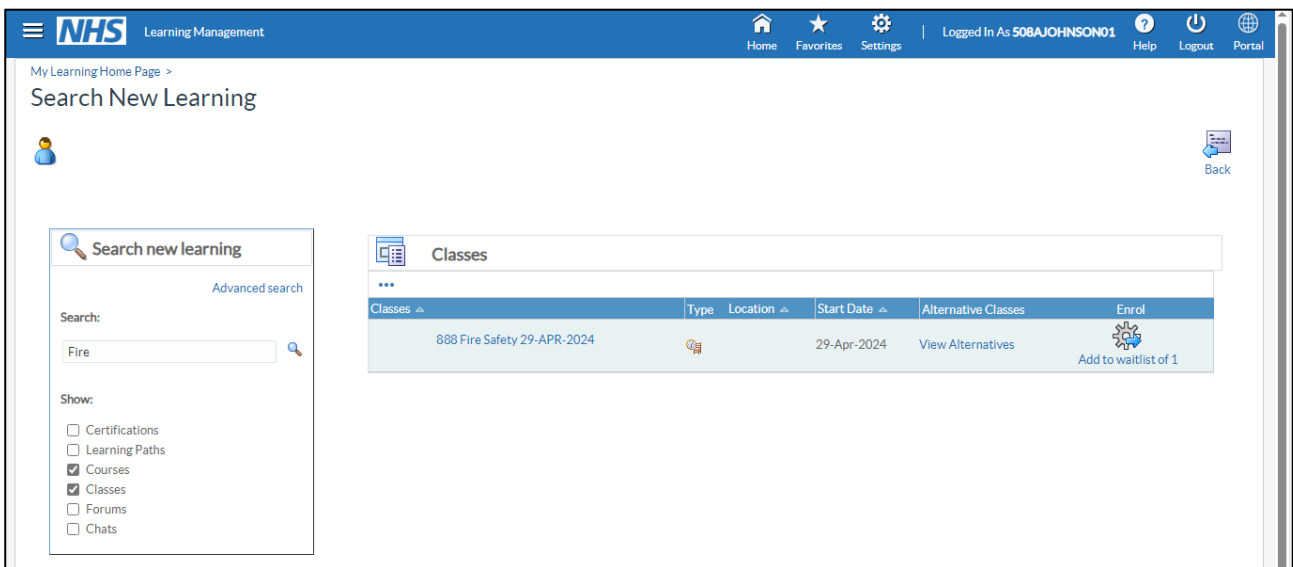 NHS Learning Management
Home Favorites Settings | Logged In As 508AJOHNSON01 Help Logout Portal
My Learning Home Page >
Search New Learning
Back
Search new learning
Advanced search
Search:
Fire
Show:
Certifications
Learning Paths
Courses
Classes
Forums
Chats
Classes
Classes Type Location Start Date Alternative Classes Enrol
888 Fire Safety 29-APR-2024 29-Apr-2024 View Alternatives Add to waitlist of 1